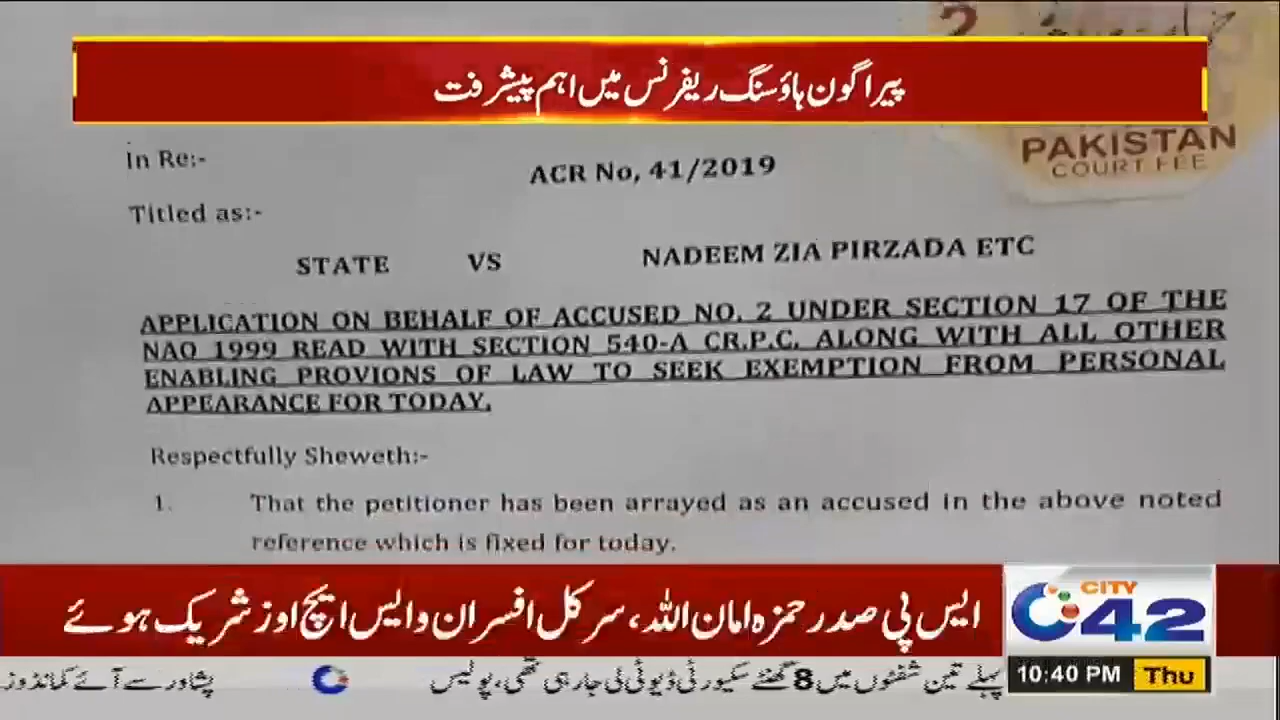 پیراگون ہاؤسنگ ریفرنس میں اہم پیشرفت
PAKISTAN
COURT FEE
In Re:-
ACR No, 41/2019
Titled as:-
STATE VS NADEEM ZIA PIRZADA ETC
APPLICATION ON BEHALF OF ACCUSED NO. 2 UNDER SECTION 17 OF THE
NAO 1999 READ WITH SECTION 540-A CR.P.C. ALONG WITH ALL OTHER
ENABLING PROVIONS OF LAW TO SEEK EXEMPTION FROM PERSONAL
APPEARANCE FOR TODAY.
Respectfully Sheweth:-
1. That the petitioner has been arrayed as an accused in the above noted
reference which is fixed for today.
ایس پی صدر حمزہ امان اللہ، سرکل افسران و ایس ایچ اوز شریک ہوئے
CITY
42
پہلے تین شفٹوں میں 8 گھنٹے سکیورٹی ڈیوٹی لی جا رہی تھی، پولیس
پشاور سے آئے کمانڈوز
10:40 PM Thu